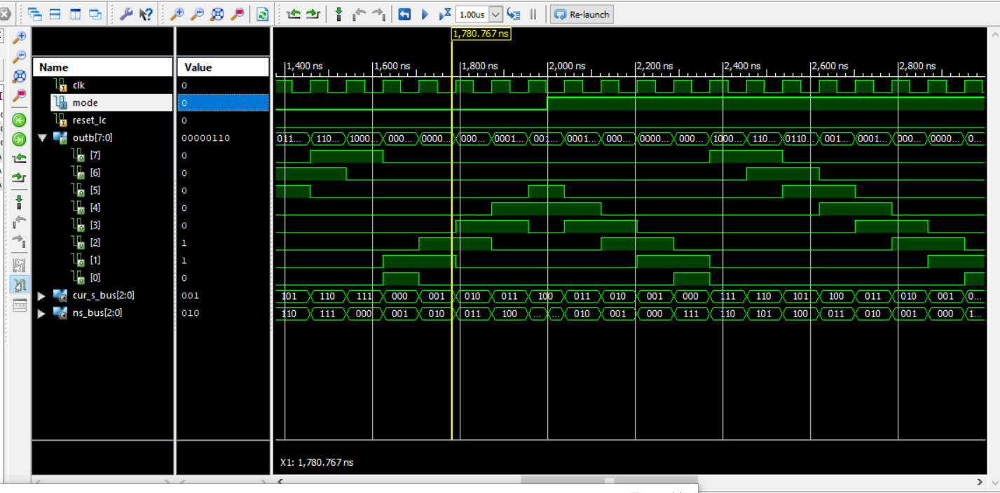 1.00us Re-launch
1,780.767 ns
Name Value
1,400 ns 1,600 ns 1,800 ns 2,000 ns 2,200 ns 2,400 ns 2,600 ns 2,800 ns
clk 0
mode 0
reset_lc 0
outb[7:0] 00000110 011... 110... 1000... 000... 0000... 000... 0001... 001... 0001... 000... 0000... 000... 1000... 110... 0110... 001... 0001... 000... 0000... 0...
[7] 0
[6] 0
[5] 0
[4] 0
[3] 0
[2] 1
[1] 1
[0] 0
cur_s_bus[2:0] 001 101 110 111 000 001 010 011 100 011 010 001 000 111 110 101 100 011 010 001 0...
ns_bus[2:0] 010 110 111 000 001 010 011 100 ... ... 010 001 000 111 110 101 100 011 010 001 000 1...
X1: 1,780.767 ns